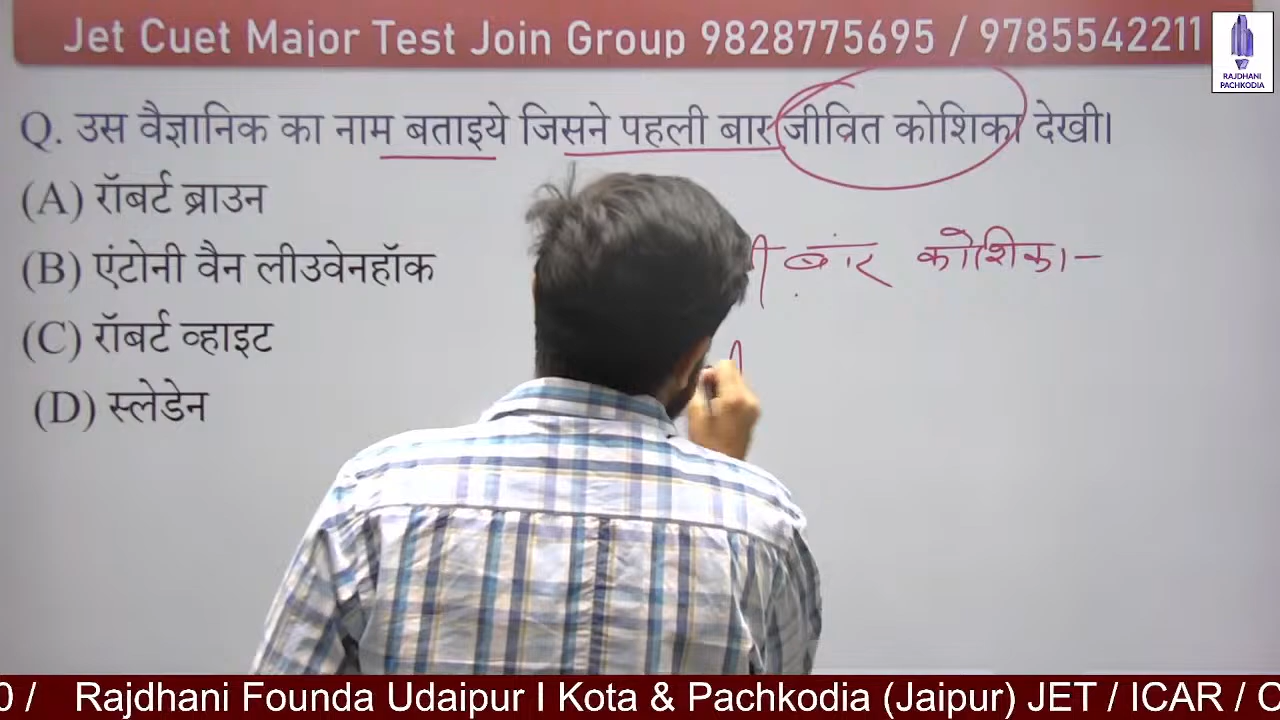 Jet Cuet Major Test Join Group 9828775695 / 9785542211
RAJDHANI
PACHKODIA
Q. उस वैज्ञानिक का नाम बताइये जिसने पहली बार जीव्रित कोशिका देखी।
(A) रॉबर्ट ब्राउन
(B) एंटोनी वैन लीउवेनहॉक
(C) रॉबर्ट व्हाइट
(D) स्लेडेन
बार कोशिका-
0 / Rajdhani Founda Udaipur I Kota & Pachkodia (Jaipur) JET / ICAR / C